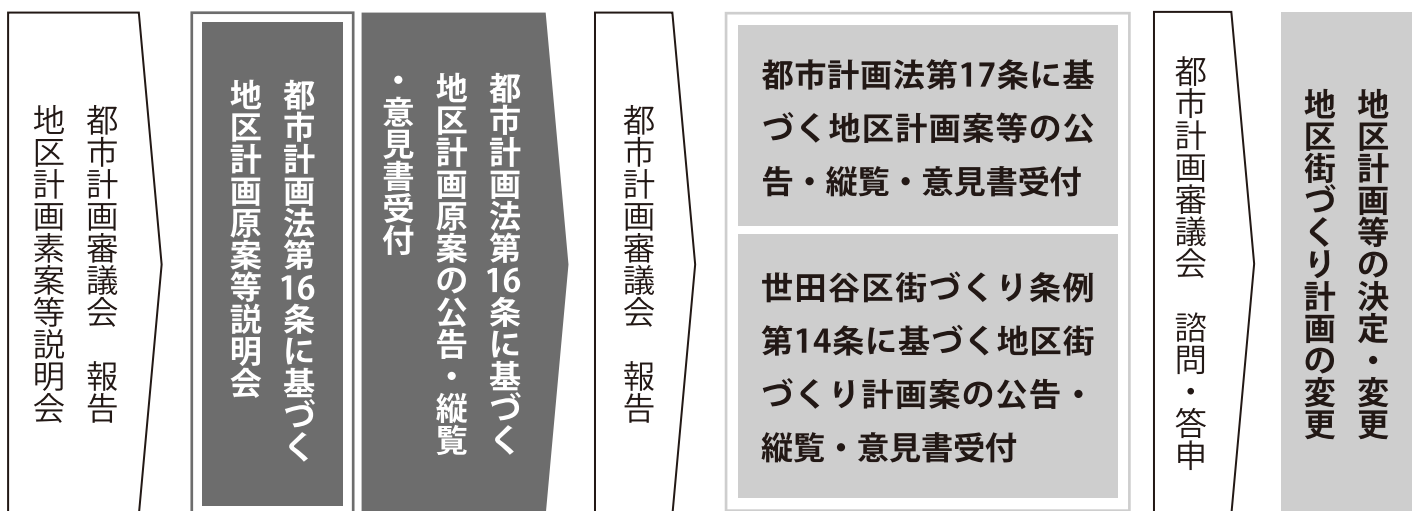 都市計画審議会　報告
地区計画素案等説明会
都市計画法第16条に基づく
地区計画原案等説明会
都市計画法第16条に基づく
地区計画原案の公告・縦覧
・意見書受付
都市計画審議会　報告
都市計画法第17条に基
づく地区計画案等の公
告・縦覧・意見書受付
世田谷区街づくり条例
第14条に基づく地区街
づくり計画案の公告・
縦覧・意見書受付
都市計画審議会　諮問・答申
地区計画等の決定・変更
地区街づくり計画の変更